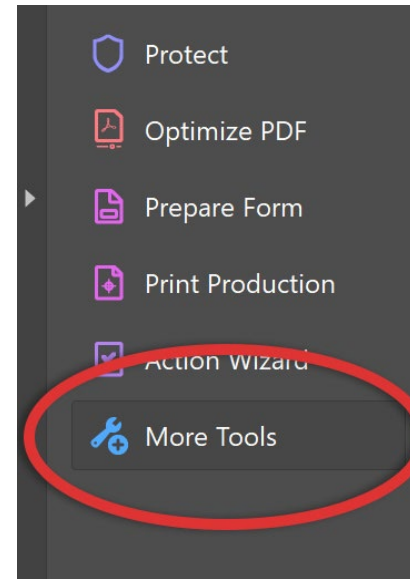 Protect
Optimize PDF
Prepare Form
Print Production
Action Wizard
More Tools